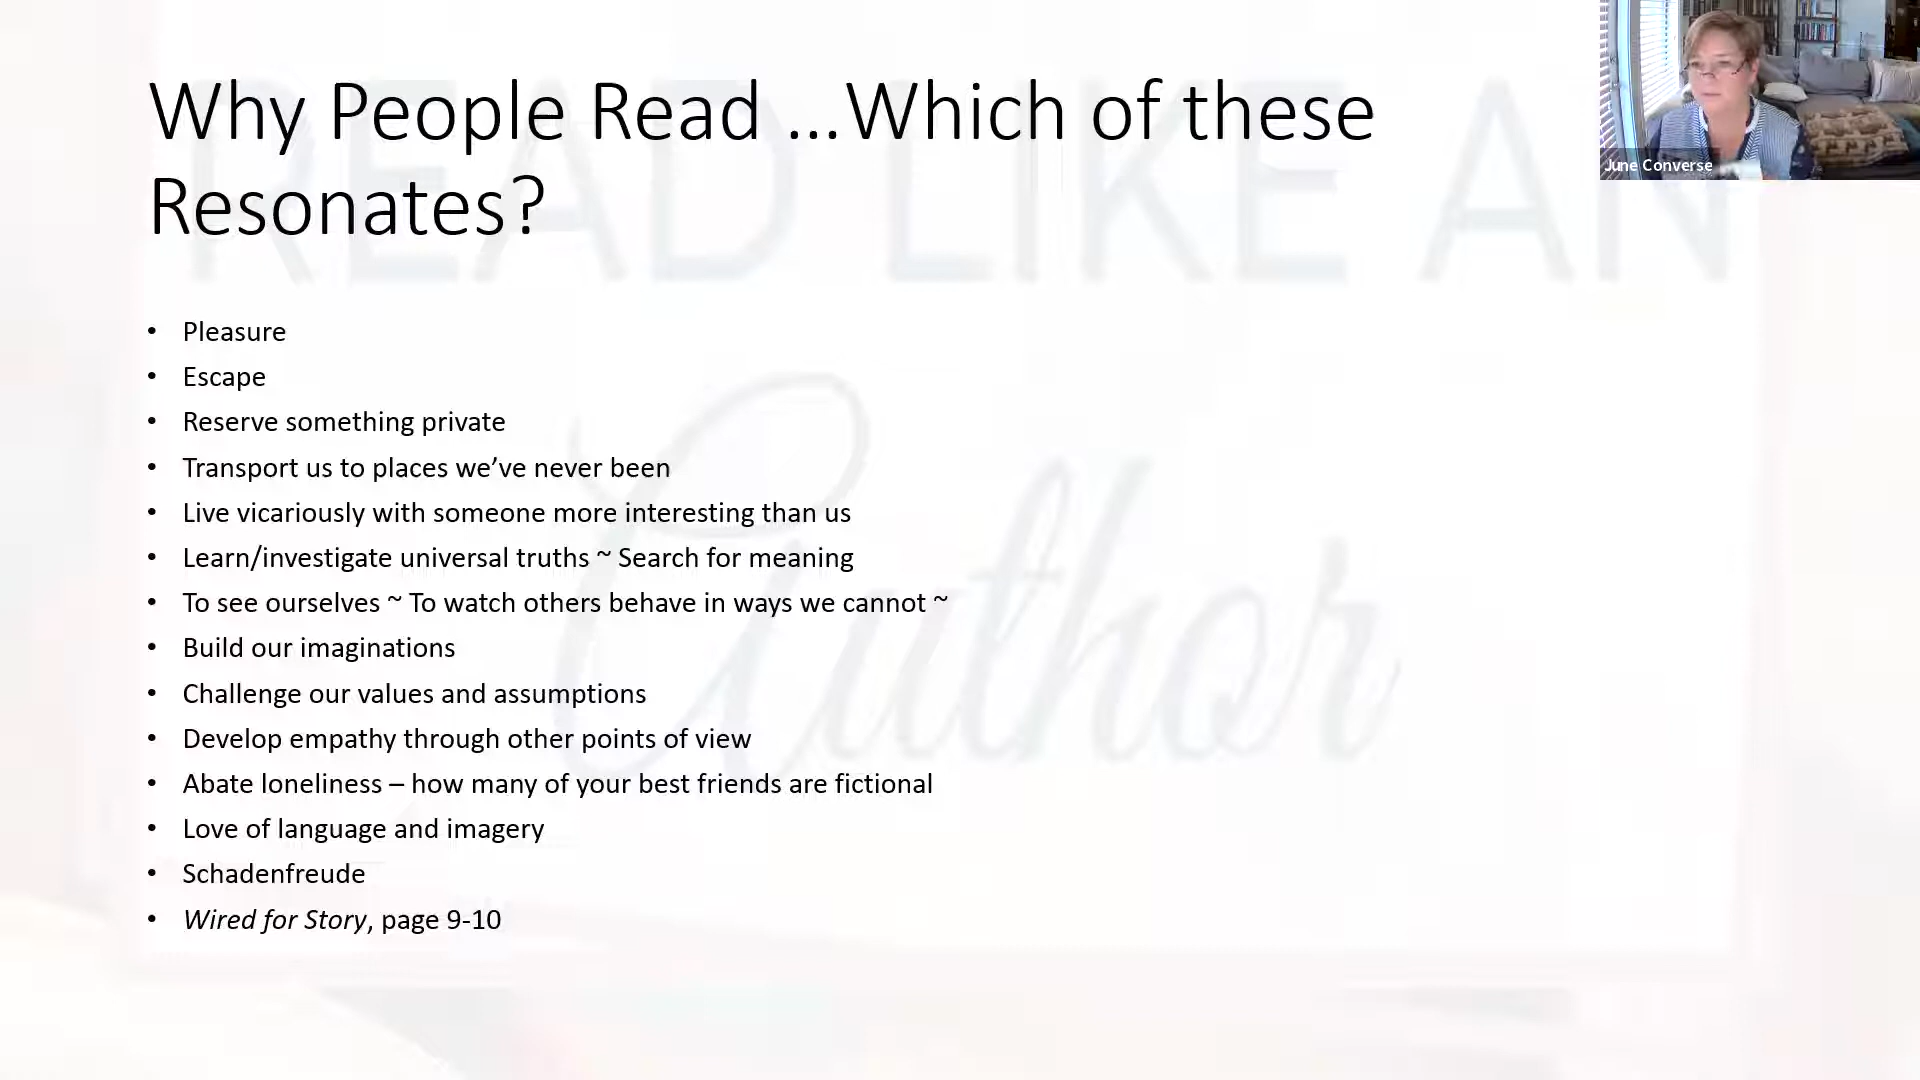 Why People Read ...Which of these
Resonates?
• Pleasure
• Escape
• Reserve something private
• Transport us to places we’ve never been
• Live vicariously with someone more interesting than us
• Learn/investigate universal truths ~ Search for meaning
• To see ourselves ~ To watch others behave in ways we cannot ~
• Build our imaginations
• Challenge our values and assumptions
• Develop empathy through other points of view
• Abate loneliness – how many of your best friends are fictional
• Love of language and imagery
• Schadenfreude
• Wired for Story, page 9-10
READ LIKE AN
Author
June Converse